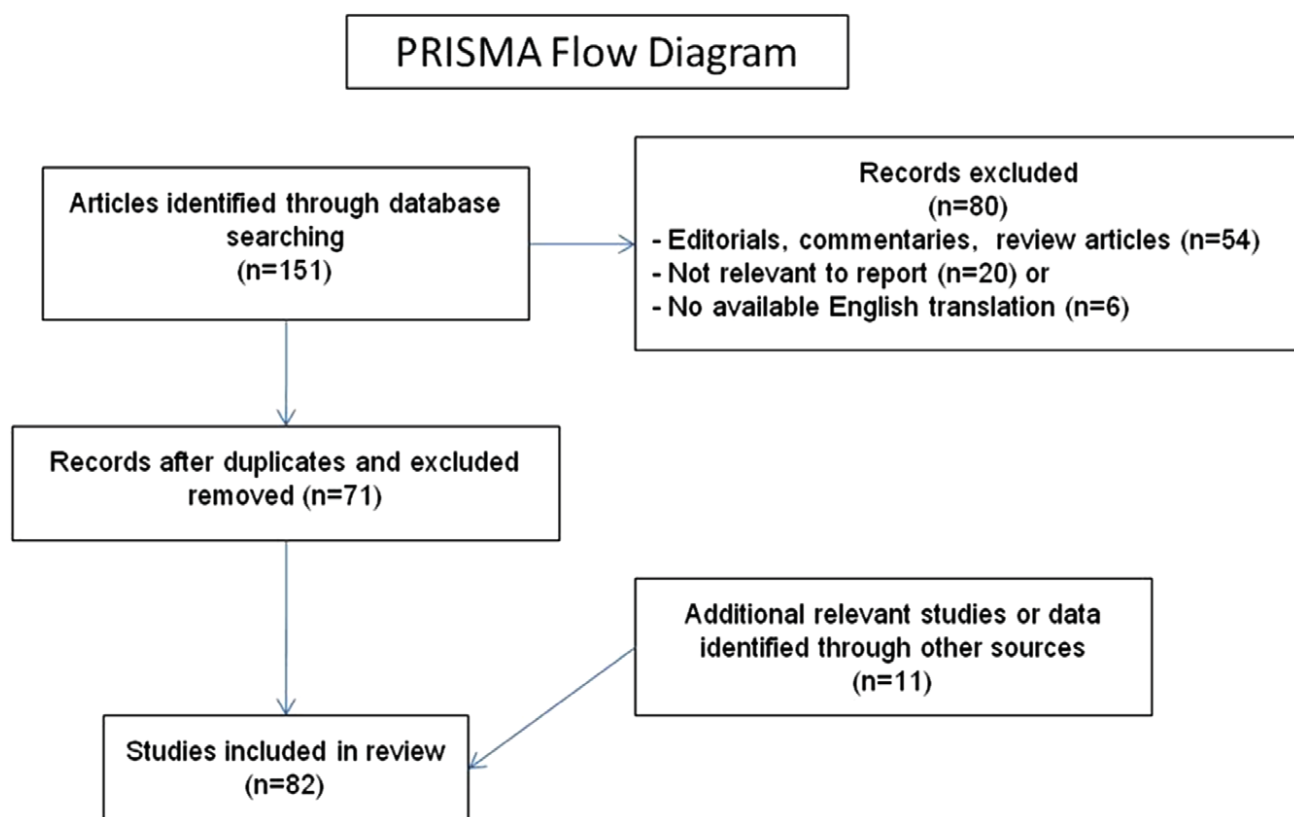 PRISMA Flow Diagram
Articles identified through database
searching
(n=151)
Records excluded
(n=80)
- Editorials, commentaries, review articles (n=54)
- Not relevant to report (n=20) or
- No available English translation (n=6)
Records after duplicates and excluded
removed (n=71)
Additional relevant studies or data
identified through other sources
(n=11)
Studies included in review
(n=82)